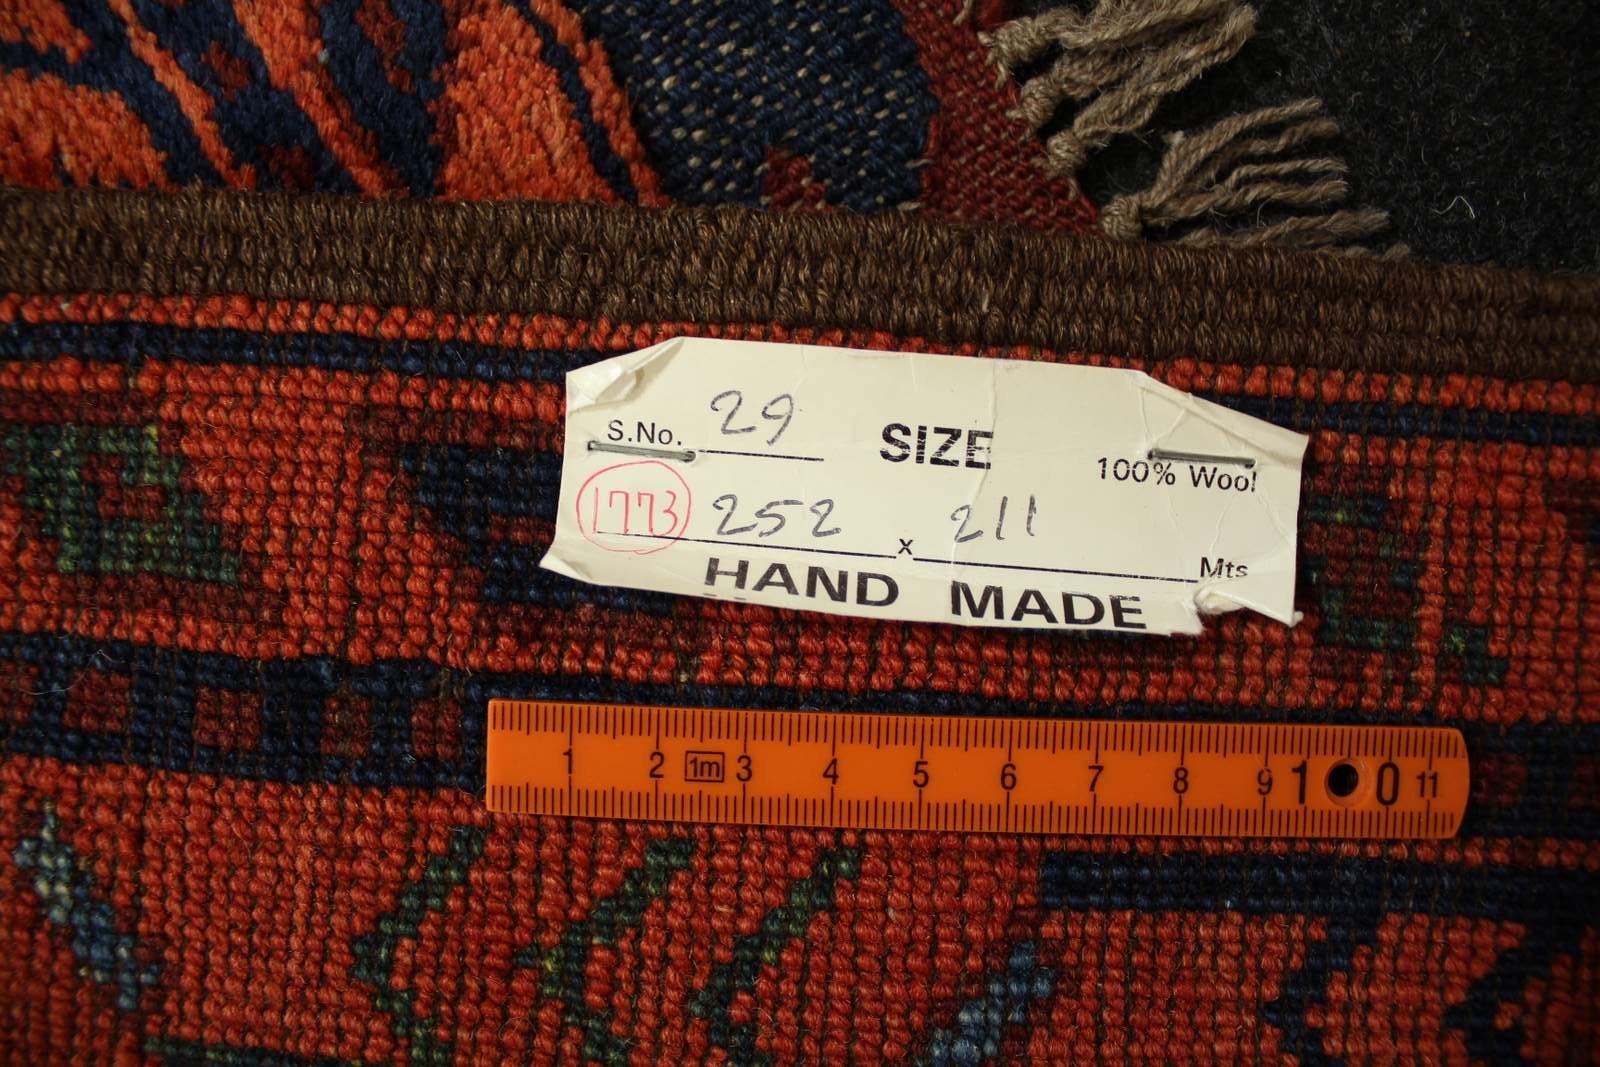 S.No. 29 SIZE 100% Wool
1773 252 x 211 Mts
HAND MADE
1 2 1m 3 4 5 6 7 8 9 10 11